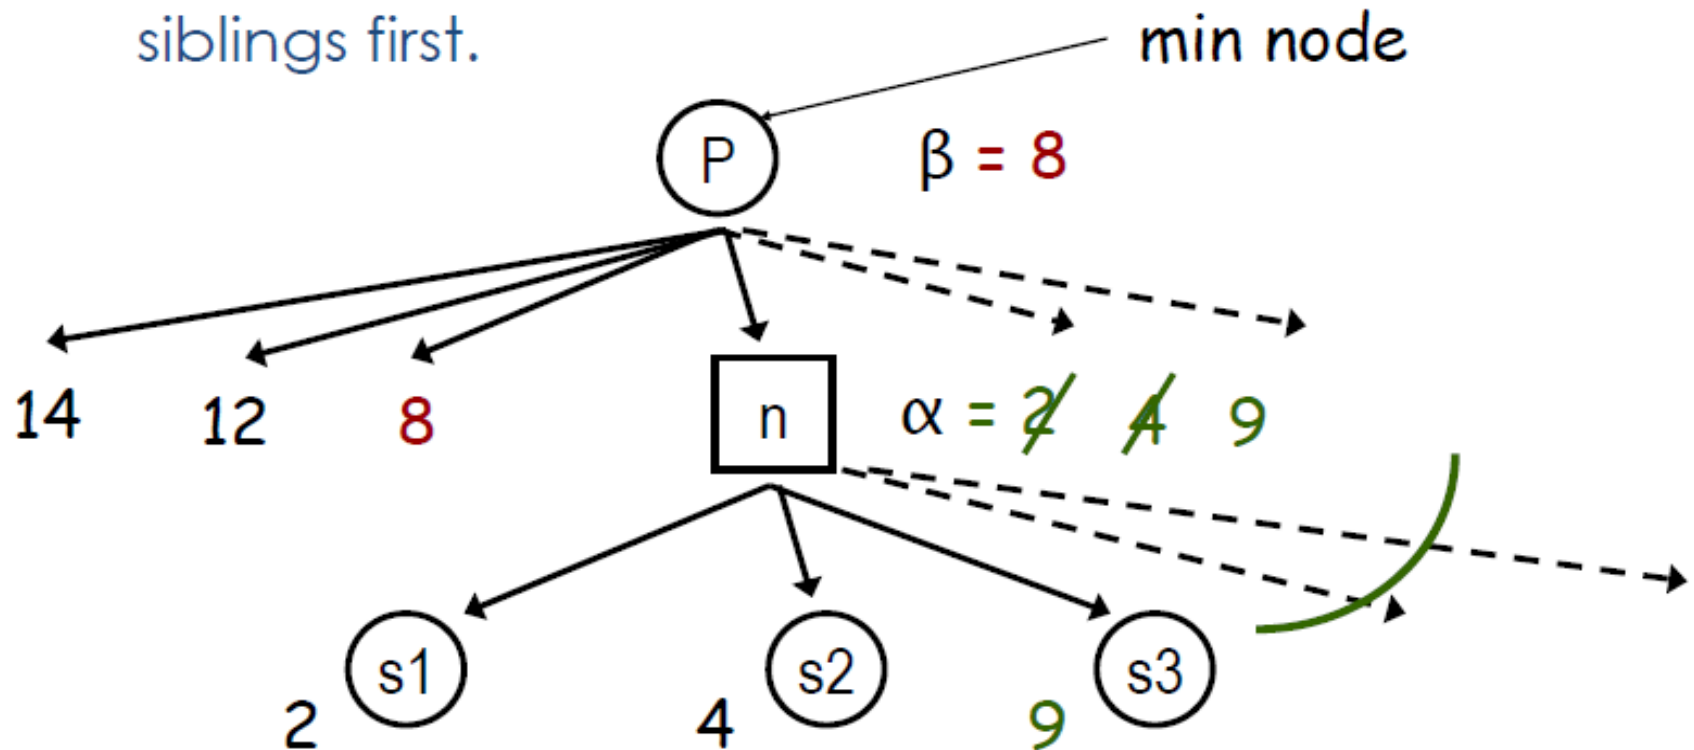 siblings first.
min node
P
β = 8
14 12 8
n
α = 2 4 9
s1 s2 s3
2 4 9